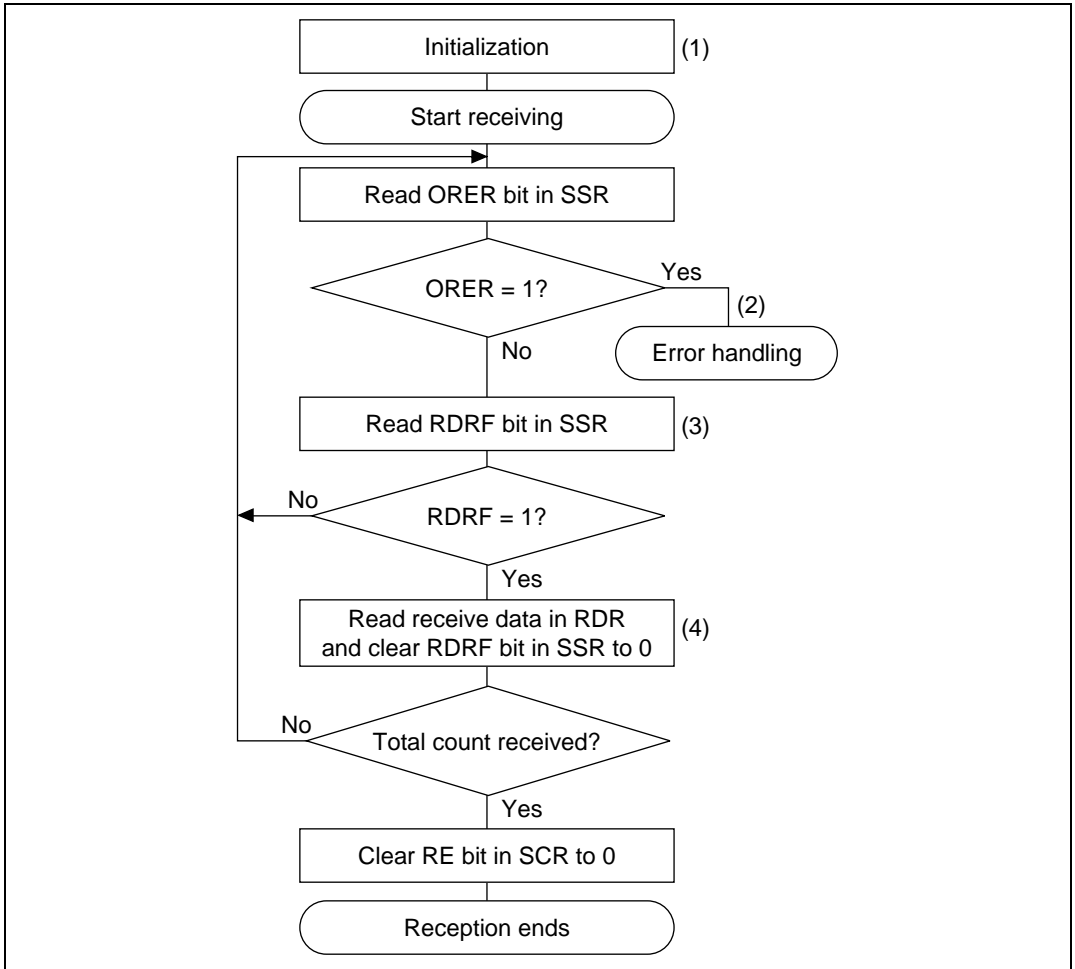 Initialization
(1)
Start receiving
Read ORER bit in SSR
ORER = 1?
Yes
(2)
Error handling
No
Read RDRF bit in SSR
(3)
No
RDRF = 1?
Yes
Read receive data in RDR
and clear RDRF bit in SSR to 0
(4)
No
Total count received?
Yes
Clear RE bit in SCR to 0
Reception ends